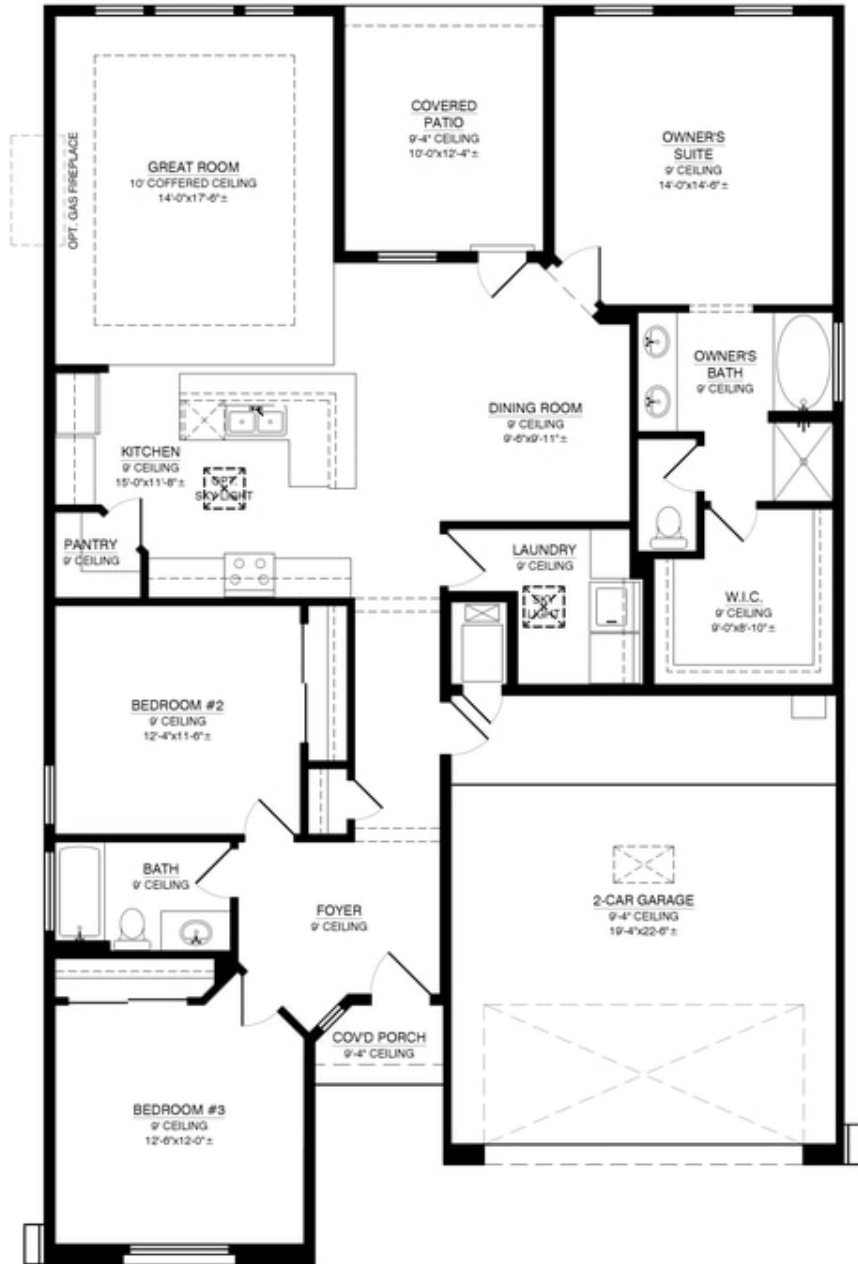 GREAT ROOM
10' COFFERED CEILING
14'-0"x17'-6"±
OPT. GAS FIREPLACE
COVERED
PATIO
9'-4" CEILING
10'-0"x12'-4"±
OWNER'S
SUITE
9' CEILING
14'-0"x14'-6"±
OWNER'S
BATH
9' CEILING
DINING ROOM
9' CEILING
9'-6"x9'-11"±
KITCHEN
9' CEILING
15'-0"x11'-8"±
OPT.
SKYLIGHT
PANTRY
9' CEILING
LAUNDRY
9' CEILING
SKY
LIGHT
W.I.C.
9' CEILING
9'-0"x8'-10"±
BEDROOM #2
9' CEILING
12'-4"x11'-6"±
BATH
9' CEILING
FOYER
9' CEILING
2-CAR GARAGE
9'-4" CEILING
19'-4"x22'-6"±
COV'D PORCH
9'-4" CEILING
BEDROOM #3
9' CEILING
12'-6"x12'-0"±